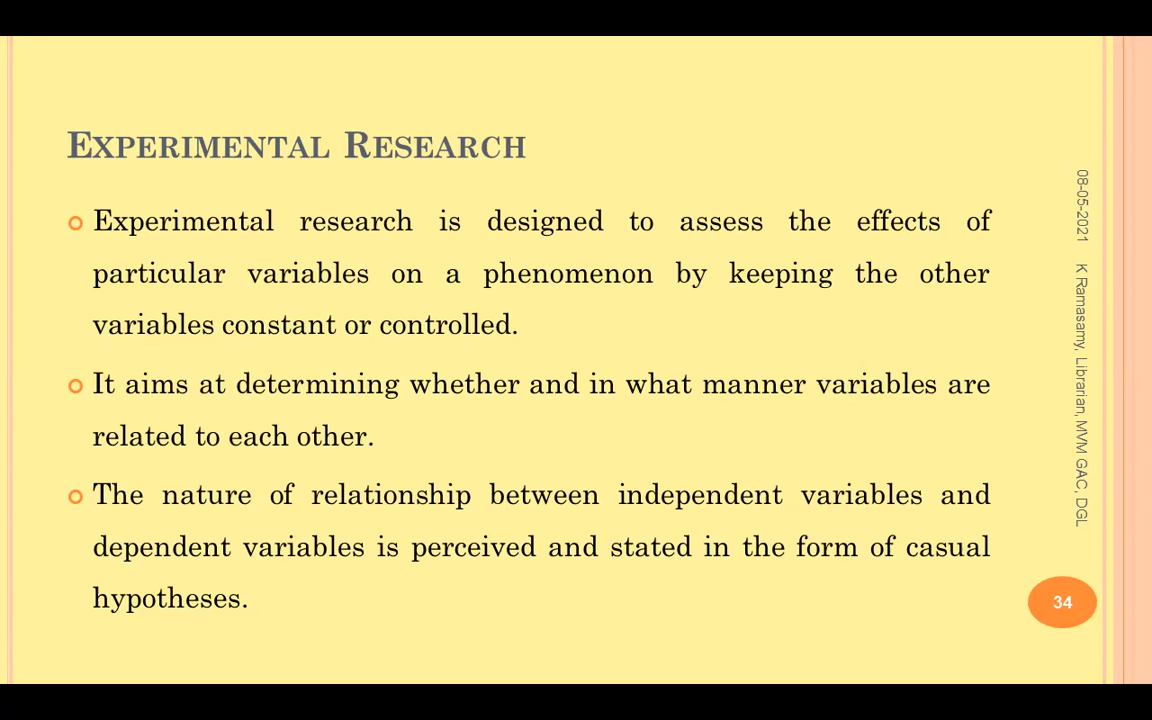 EXPERIMENTAL RESEARCH
Experimental research is designed to assess the effects of
particular variables on a phenomenon by keeping the other
variables constant or controlled.
It aims at determining whether and in what manner variables are
related to each other.
The nature of relationship between independent variables and
dependent variables is perceived and stated in the form of casual
hypotheses.
08-05-2021 K Ramasamy, Librarian, MVM GAC, DGL
34